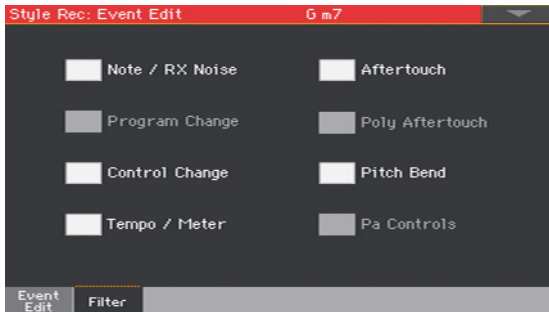 Style Rec: Event Edit G m7
Note / RX Noise Aftertouch
Program Change Poly Aftertouch
Control Change Pitch Bend
Tempo / Meter Pa Controls
Event Edit Filter